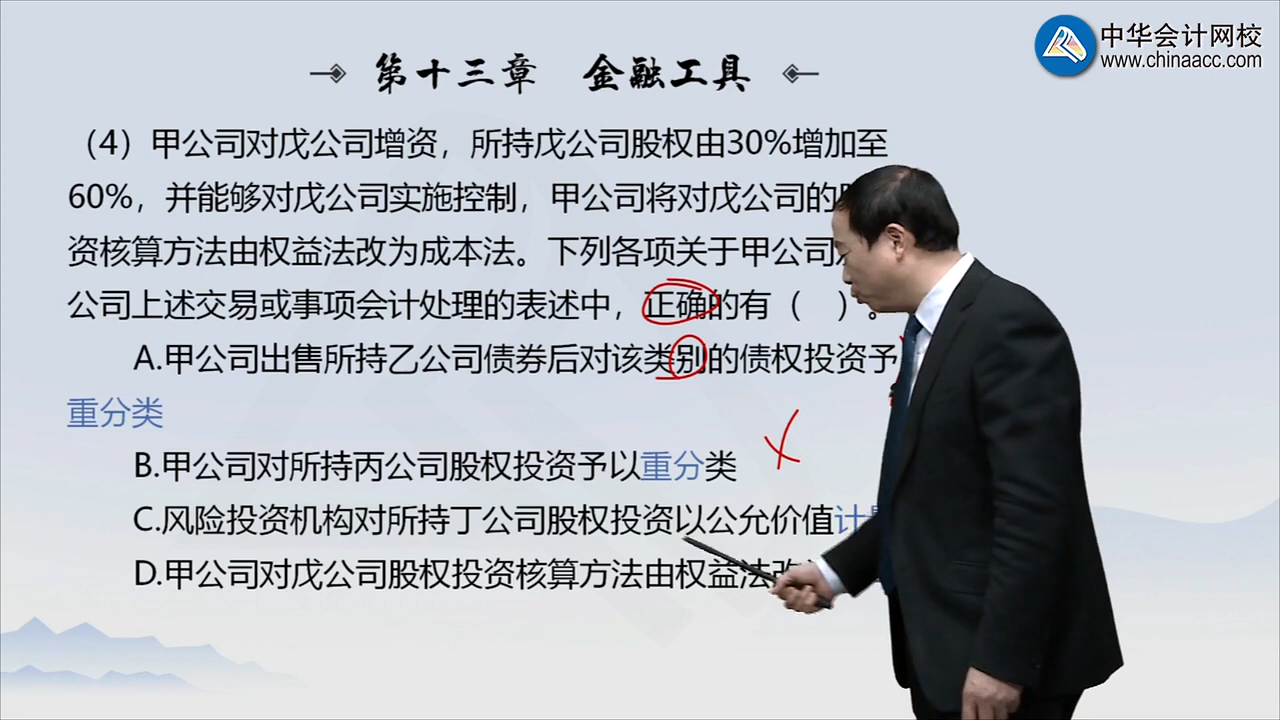 中华会计网校
www.chinaacc.com
第十三章 金融工具
（4）甲公司对戊公司增资，所持戊公司股权由30%增加至
60%，并能够对戊公司实施控制，甲公司将对戊公司的
资核算方法由权益法改为成本法。下列各项关于甲公司
公司上述交易或事项会计处理的表述中，正确的有（　）。
A.甲公司出售所持乙公司债券后对该类别的债权投资予
重分类
B.甲公司对所持丙公司股权投资予以重分类
C.风险投资机构对所持丁公司股权投资以公允价值计
D.甲公司对戊公司股权投资核算方法由权益法改